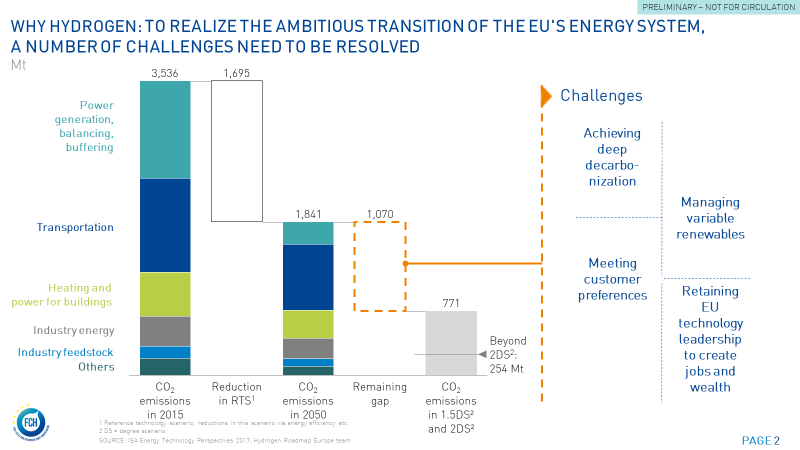 PRELIMINARY – NOT FOR CIRCULATION
WHY HYDROGEN: TO REALIZE THE AMBITIOUS TRANSITION OF THE EU'S ENERGY SYSTEM,
A NUMBER OF CHALLENGES NEED TO BE RESOLVED
Mt
3,536
1,695
Power
generation,
balancing,
buffering
Transportation
Heating and
power for buildings
Industry energy
Industry feedstock
Others
1,841
1,070
771
Beyond
2DS²:
254 Mt
CO₂
emissions
in 2015
Reduction
in RTS¹
CO₂
emissions
in 2050
Remaining
gap
CO₂
emissions
in 1.5DS²
and 2DS²
Challenges
Achieving
deep
decarbo-
nization
Managing
variable
renewables
Meeting
customer
preferences
Retaining
EU
technology
leadership
to create
jobs and
wealth
1 Reference technology scenario, reductions in this scenario via energy efficiency etc.
2 DS = degree scenario
SOURCE: IEA Energy Technology Perspectives 2017; Hydrogen Roadmap Europe team
FCH
PAGE 2